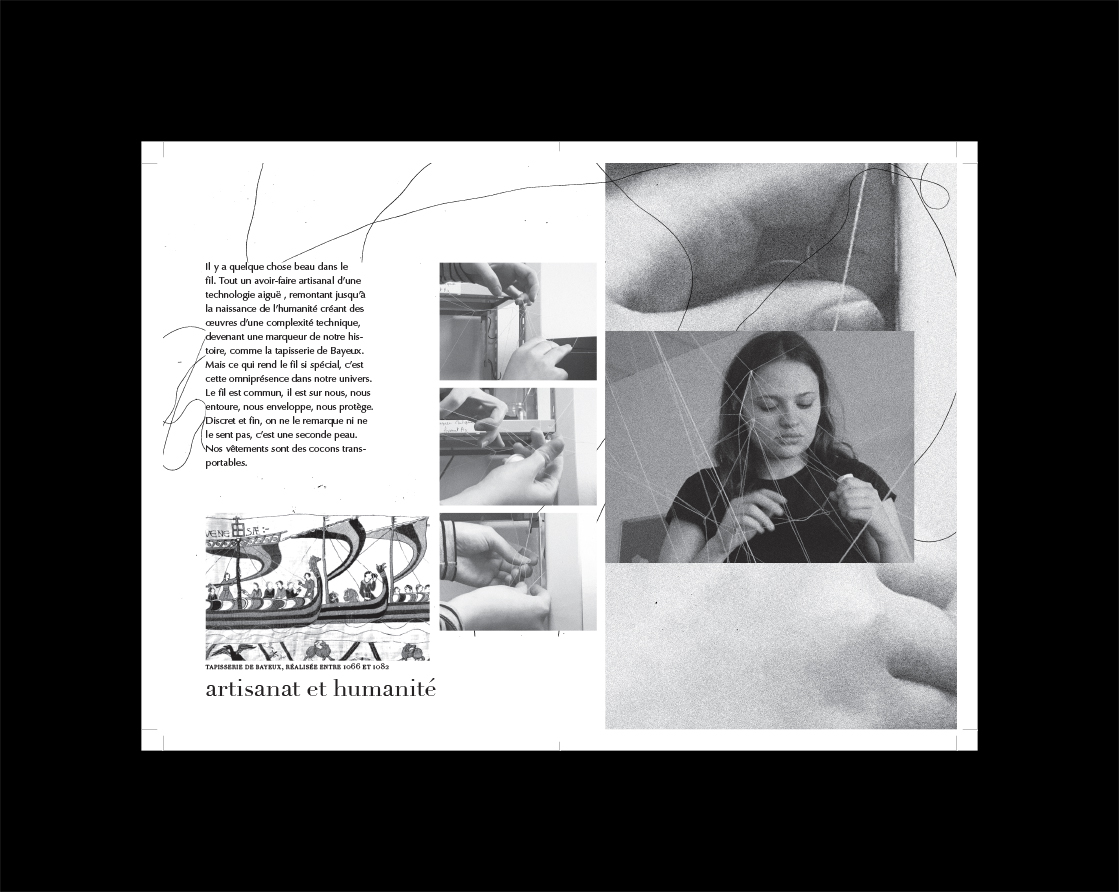 Il y a quelque chose beau dans le
fil. Tout un avoir-faire artisanal d'une
technologie aiguë , remontant jusqu'à
la naissance de l'humanité créant des
œuvres d'une complexité technique,
devenant une marqueur de notre his-
toire, comme la tapisserie de Bayeux.
Mais ce qui rend le fil si spécial, c'est
cette omniprésence dans notre univers.
Le fil est commun, il est sur nous, nous
entoure, nous enveloppe, nous protège.
Discret et fin, on ne le remarque ni ne
le sent pas, c'est une seconde peau.
Nos vêtements sont des cocons trans-
portables.
TAPISSERIE DE BAYEUX, RÉALISÉE ENTRE 1066 ET 1082
artisanat et humanité